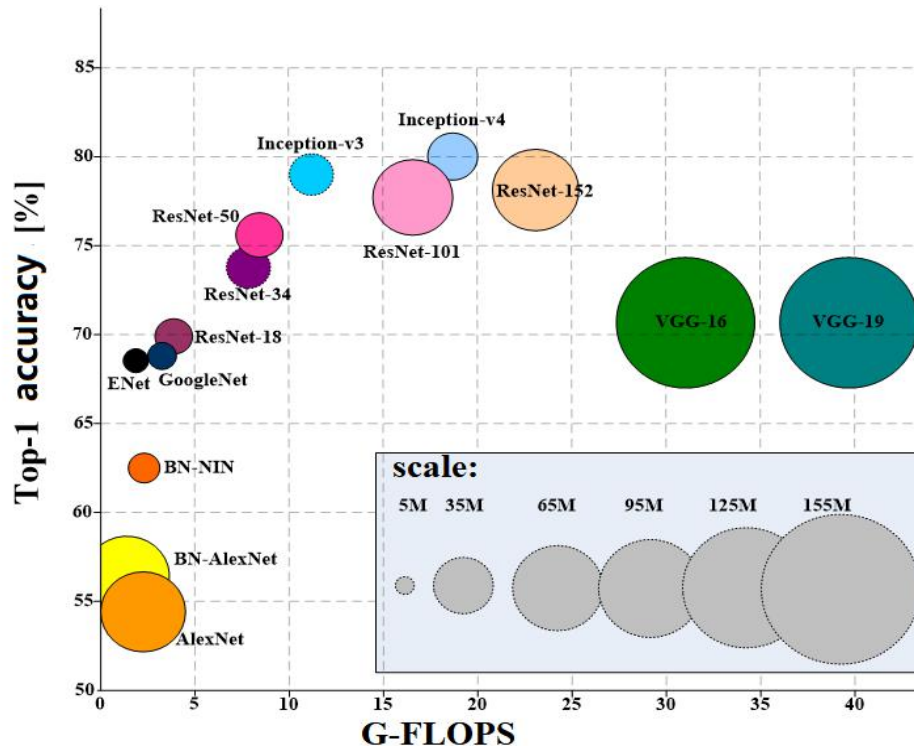 85
80
75
70
65
60
55
50
Top-1 accuracy [%]
Inception-v4
Inception-v3
ResNet-152
ResNet-50
ResNet-101
ResNet-34
VGG-16
VGG-19
ResNet-18
GoogleNet
ENet
BN-NIN
BN-AlexNet
AlexNet
scale:
5M 35M 65M 95M 125M 155M
0 5 10 15 20 25 30 35 40
G-FLOPS